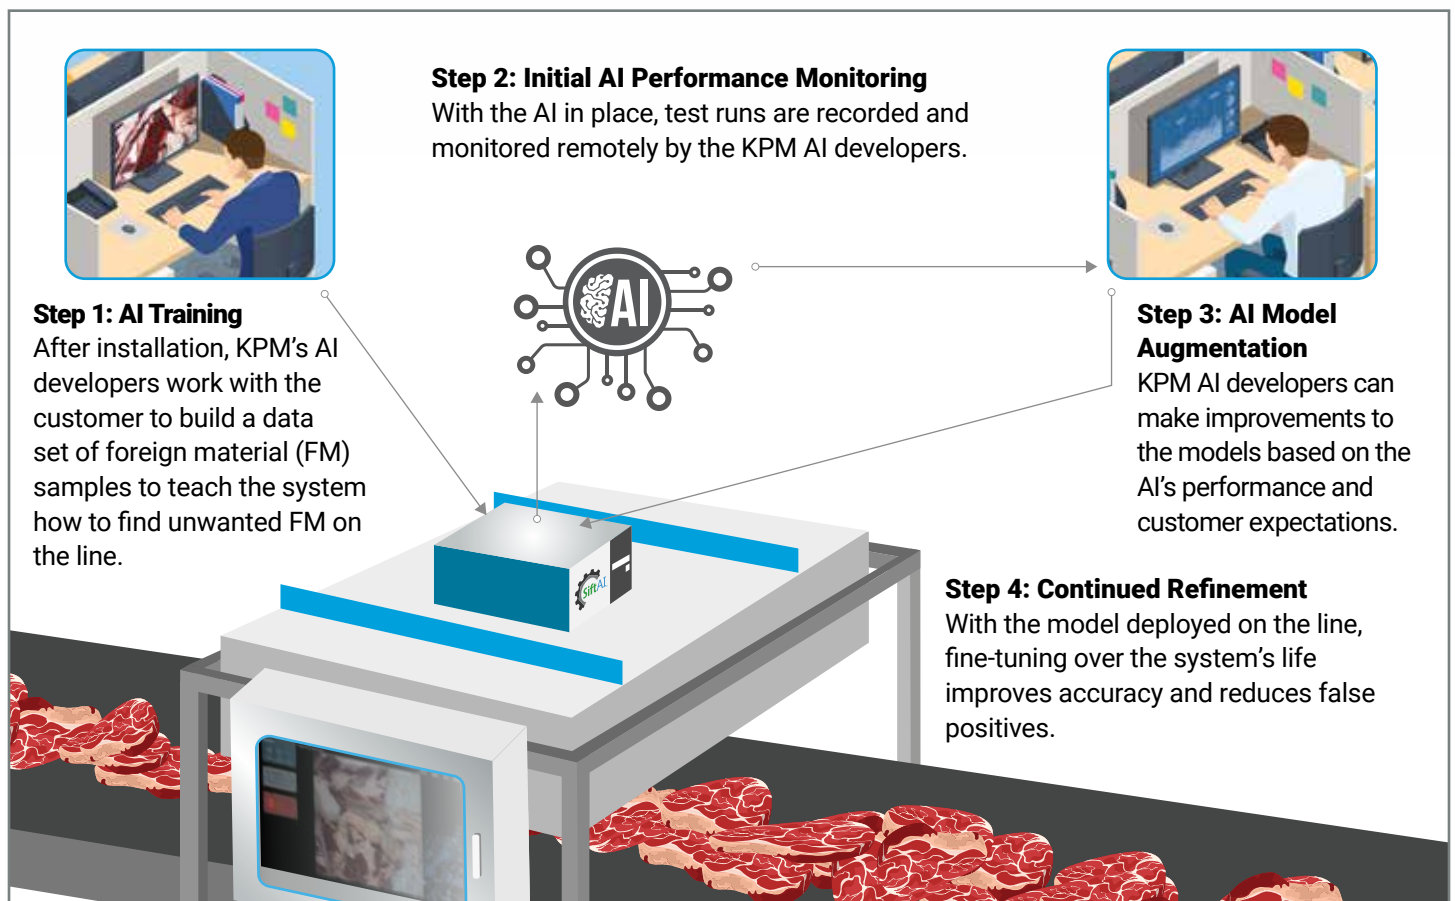 Step 2: Initial AI Performance Monitoring
With the AI in place, test runs are recorded and
monitored remotely by the KPM AI developers.
AI
Step 1: AI Training
After installation, KPM’s AI
developers work with the
customer to build a data
set of foreign material (FM)
samples to teach the system
how to find unwanted FM on
the line.
Step 3: AI Model
Augmentation
KPM AI developers can
make improvements to
the models based on the
AI’s performance and
customer expectations.
SiftAI
Step 4: Continued Refinement
With the model deployed on the line,
fine-tuning over the system’s life
improves accuracy and reduces false
positives.